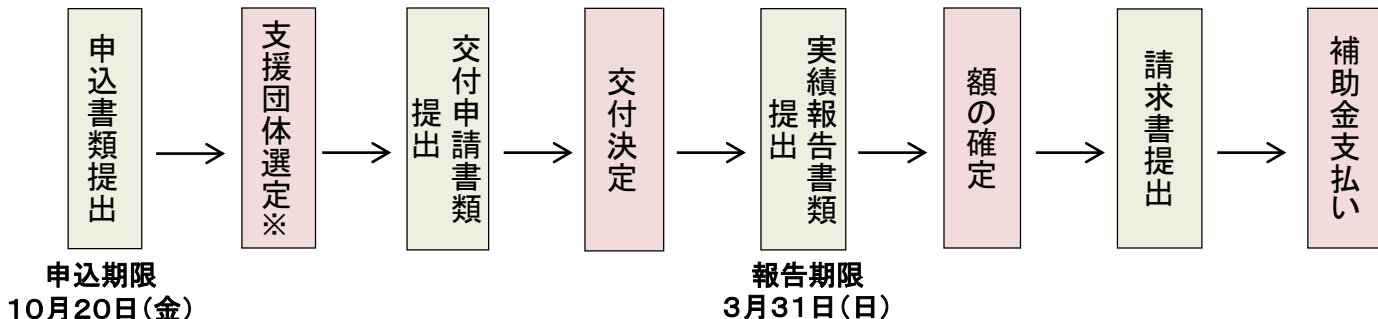 申込書類提出
支援団体選定※
交付申請書類
提出
交付決定
実績報告書類
提出
額の確定
請求書提出
補助金支払い
申込期限
10月20日(金)
報告期限
3月31日(日)